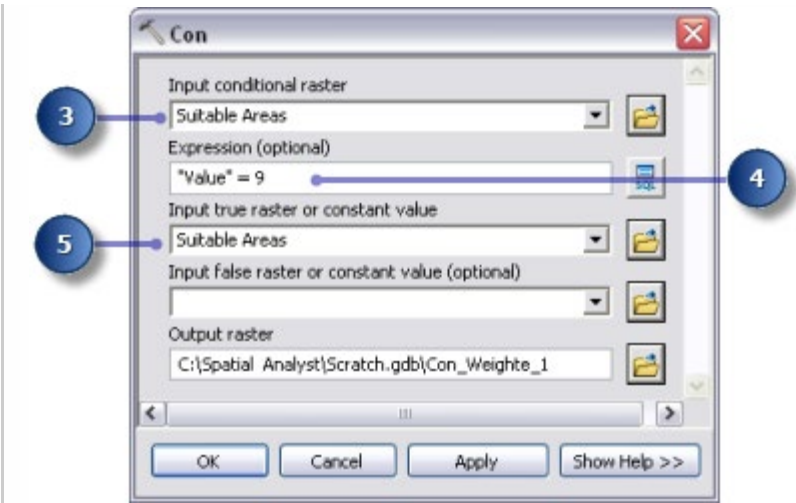 Con
Input conditional raster
3
Suitable Areas
Expression (optional)
"Value" = 9
4
SQL
Input true raster or constant value
5
Suitable Areas
Input false raster or constant value (optional)
Output raster
C:\Spatial Analyst\Scratch.gdb\Con_Weighte_1
OK Cancel Apply Show Help >>